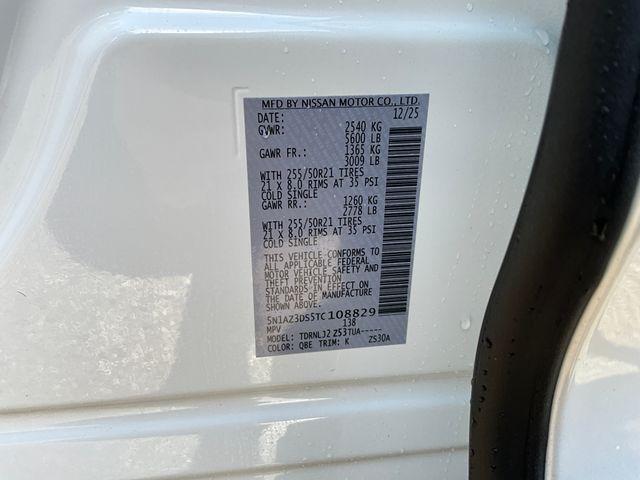 MFD BY NISSAN MOTOR CO., LTD.
DATE: 12/25
GVWR: 2540 KG
5600 LB
GAWR FR.: 1365 KG
3009 LB
WITH 255/50R21 TIRES
21 X 8.0 RIMS AT 35 PSI
COLD SINGLE
GAWR RR.: 1260 KG
2778 LB
WITH 255/50R21 TIRES
21 X 8.0 RIMS AT 35 PSI
COLD SINGLE
THIS VEHICLE CONFORMS TO
ALL APPLICABLE FEDERAL
MOTOR VEHICLE SAFETY AND
THEFT PREVENTION
STANDARDS IN EFFECT ON
THE DATE OF MANUFACTURE
SHOWN ABOVE.
5N1AZ3DS5TC108829
MPV 138
MODEL: TDRNLJ2Z53TUA-----
COLOR: QBE TRIM: K ZS30A